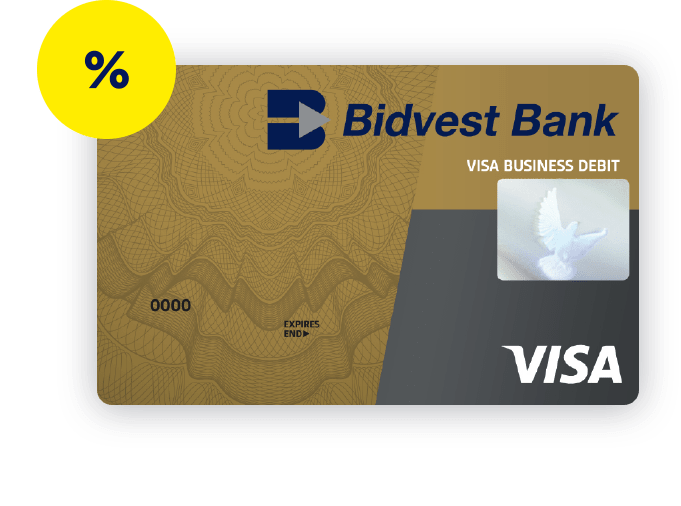 %
Bidvest Bank
VISA BUSINESS DEBIT
0000
EXPIRES
END▶
VISA